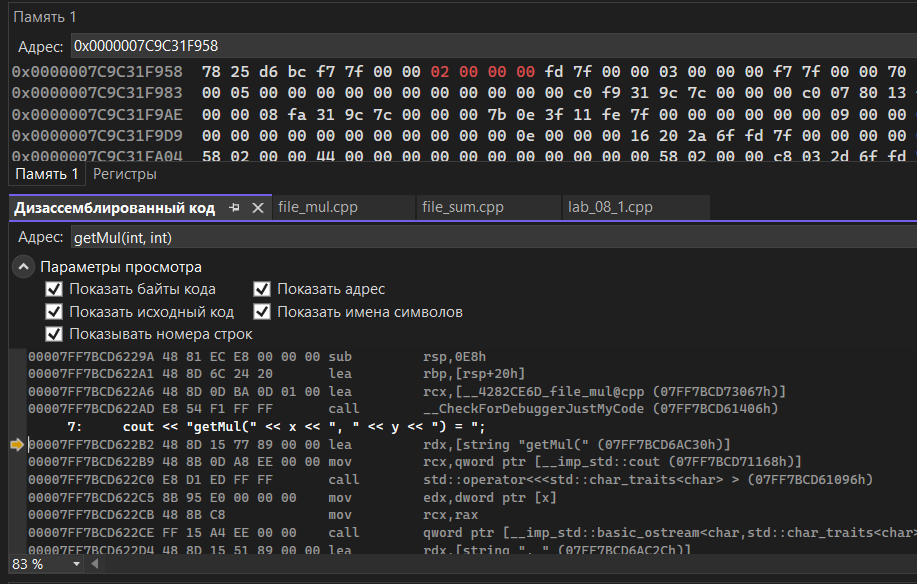 Память 1
Адрес: 0x0000007C9C31F958
0x0000007C9C31F958 78 25 d6 bc f7 7f 00 00 02 00 00 00 fd 7f 00 00 03 00 00 00 f7 7f 00 00 70
0x0000007C9C31F983 00 05 00 00 00 00 00 00 00 00 00 00 00 c0 f9 31 9c 7c 00 00 00 c0 07 80 13
0x0000007C9C31F9AE 00 00 08 fa 31 9c 7c 00 00 00 7b 0e 3f 11 fe 7f 00 00 00 00 00 00 09 00 00
0x0000007C9C31F9D9 00 00 00 00 00 00 00 00 00 00 00 0e 00 00 00 16 20 2a 6f fd 7f 00 00 00 00
0x0000007C9C31FA04 58 02 00 00 44 00 00 00 00 00 00 00 00 00 00 00 58 02 00 00 c8 03 2d 6f fd
Память 1 Регистры
Дизассемблированный код file_mul.cpp file_sum.cpp lab_08_1.cpp
Адрес: getMul(int, int)
Параметры просмотра
Показать байты кода Показать адрес
Показать исходный код Показать имена символов
Показывать номера строк
00007FF7BCD6229A 48 81 EC E8 00 00 00 sub rsp,0E8h
00007FF7BCD622A1 48 8D 6C 24 20 lea rbp,[rsp+20h]
00007FF7BCD622A6 48 8D 0D BA 0D 01 00 lea rcx,[__4282CE6D_file_mul@cpp (07FF7BCD73067h)]
00007FF7BCD622AD E8 54 F1 FF FF call __CheckForDebuggerJustMyCode (07FF7BCD61406h)
7: cout << "getMul(" << x << ", " << y << ") = ";
00007FF7BCD622B2 48 8D 15 77 89 00 00 lea rdx,[string "getMul(" (07FF7BCD6AC30h)]
00007FF7BCD622B9 48 8B 0D A8 EE 00 00 mov rcx,qword ptr [__imp_std::cout (07FF7BCD71168h)]
00007FF7BCD622C0 E8 D1 ED FF FF call std::operator<<<std::char_traits<char> > (07FF7BCD61096h)
00007FF7BCD622C5 8B 95 E0 00 00 00 mov edx,dword ptr [x]
00007FF7BCD622CB 48 8B C8 mov rcx,rax
00007FF7BCD622CE FF 15 A4 EE 00 00 call qword ptr [__imp_std::basic_ostream<char,std::char_traits<char>
00007FF7BCD622D4 48 8D 15 51 89 00 00 lea rdx,[string ", " (07FF7BCD6AC2Ch)]
83 %